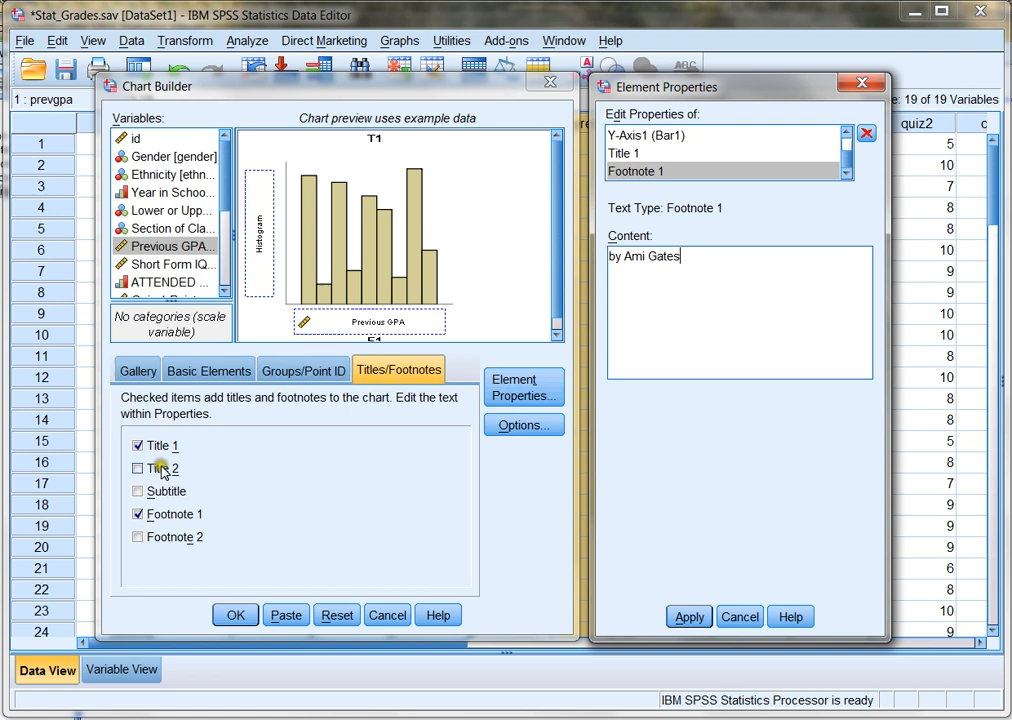 *Stat_Grades.sav [DataSet1] - IBM SPSS Statistics Data Editor
File Edit View Data Transform Analyze Direct Marketing Graphs Utilities Add-ons Window Help
1 : prevgpa
e: 19 of 19 Variables
quiz2
1
2
3
4
5
6
7
8
9
10
11
12
13
14
15
16
17
18
19
20
21
22
23
24
5
10
7
8
8
10
9
9
10
10
8
10
8
8
5
8
7
9
9
9
6
8
10
9
Chart Builder
Variables:
id
Gender [gender]
Ethnicity [ethn...
Year in Schoo...
Lower or Upp...
Section of Cla...
Previous GPA...
Short Form IQ...
ATTENDED ...
No categories (scale
variable)
Chart preview uses example data
T1
Histogram
Previous GPA
Gallery Basic Elements Groups/Point ID Titles/Footnotes
Checked items add titles and footnotes to the chart. Edit the text
within Properties.
Title 1
Title 2
Subtitle
Footnote 1
Footnote 2
Element
Properties...
Options...
OK Paste Reset Cancel Help
Element Properties
Edit Properties of:
Y-Axis1 (Bar1)
Title 1
Footnote 1
Text Type: Footnote 1
Content:
by Ami Gates
Apply Cancel Help
Data View Variable View
IBM SPSS Statistics Processor is ready